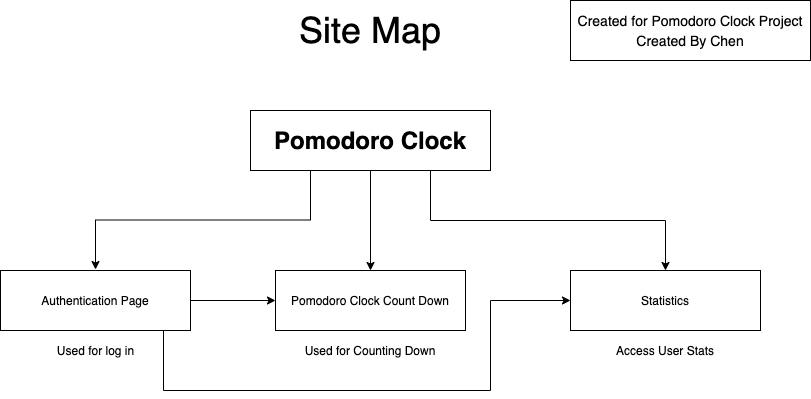 Site Map
Created for Pomodoro Clock Project
Created By Chen
Pomodoro Clock
Authentication Page
Pomodoro Clock Count Down
Statistics
Used for log in
Used for Counting Down
Access User Stats